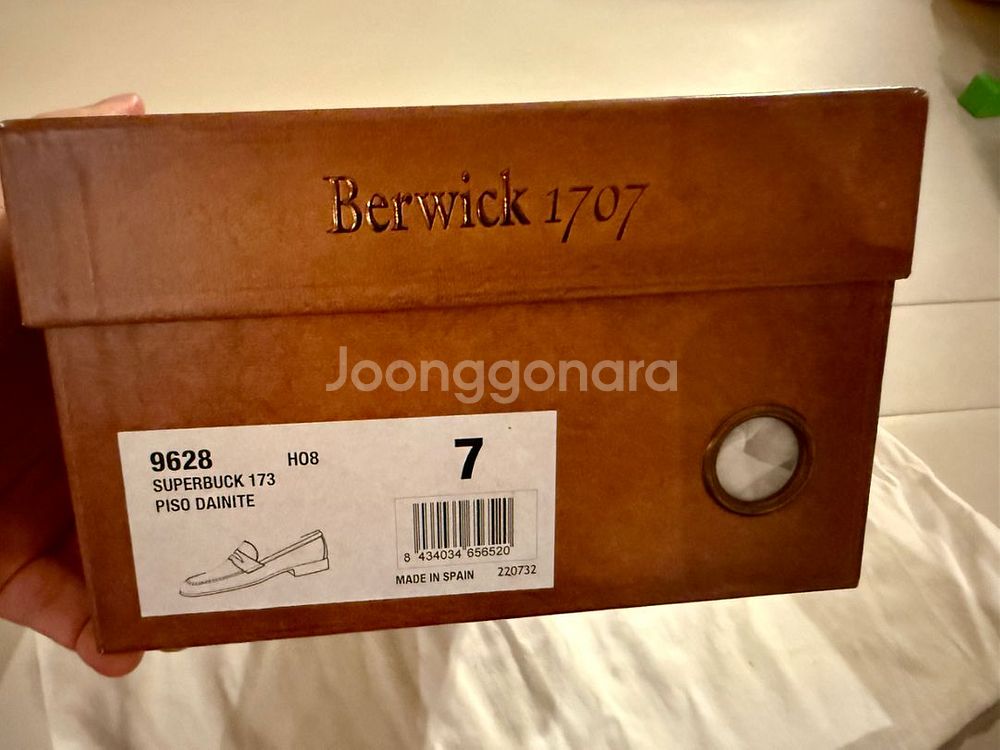 Berwick 1707
Joonggonara
9628 H08 7
SUPERBUCK 173
PISO DAINITE
8 434034 656520
MADE IN SPAIN 220732